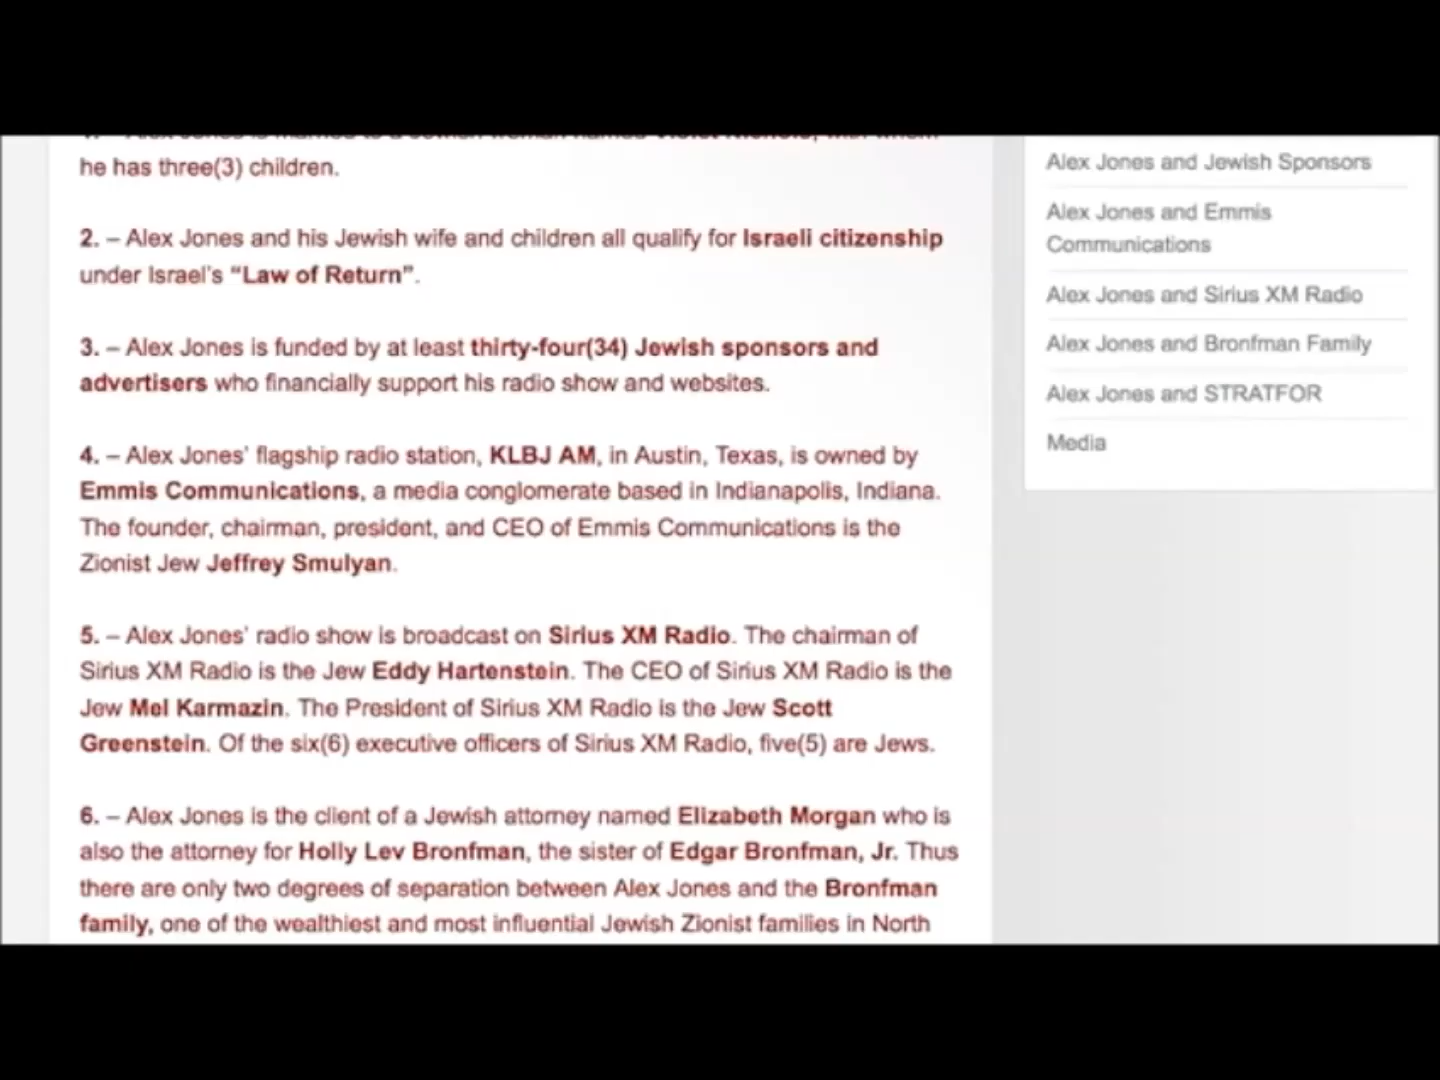 he has three(3) children.
2. – Alex Jones and his Jewish wife and children all qualify for Israeli citizenship
under Israel's “Law of Return”.
3. – Alex Jones is funded by at least thirty-four(34) Jewish sponsors and
advertisers who financially support his radio show and websites.
4. – Alex Jones’ flagship radio station, KLBJ AM, in Austin, Texas, is owned by
Emmis Communications, a media conglomerate based in Indianapolis, Indiana.
The founder, chairman, president, and CEO of Emmis Communications is the
Zionist Jew Jeffrey Smulyan.
5. – Alex Jones’ radio show is broadcast on Sirius XM Radio. The chairman of
Sirius XM Radio is the Jew Eddy Hartenstein. The CEO of Sirius XM Radio is the
Jew Mel Karmazin. The President of Sirius XM Radio is the Jew Scott
Greenstein. Of the six(6) executive officers of Sirius XM Radio, five(5) are Jews.
6. – Alex Jones is the client of a Jewish attorney named Elizabeth Morgan who is
also the attorney for Holly Lev Bronfman, the sister of Edgar Bronfman, Jr. Thus
there are only two degrees of separation between Alex Jones and the Bronfman
family, one of the wealthiest and most influential Jewish Zionist families in North
Alex Jones and Jewish Sponsors
Alex Jones and Emmis
Communications
Alex Jones and Sirius XM Radio
Alex Jones and Bronfman Family
Alex Jones and STRATFOR
Media